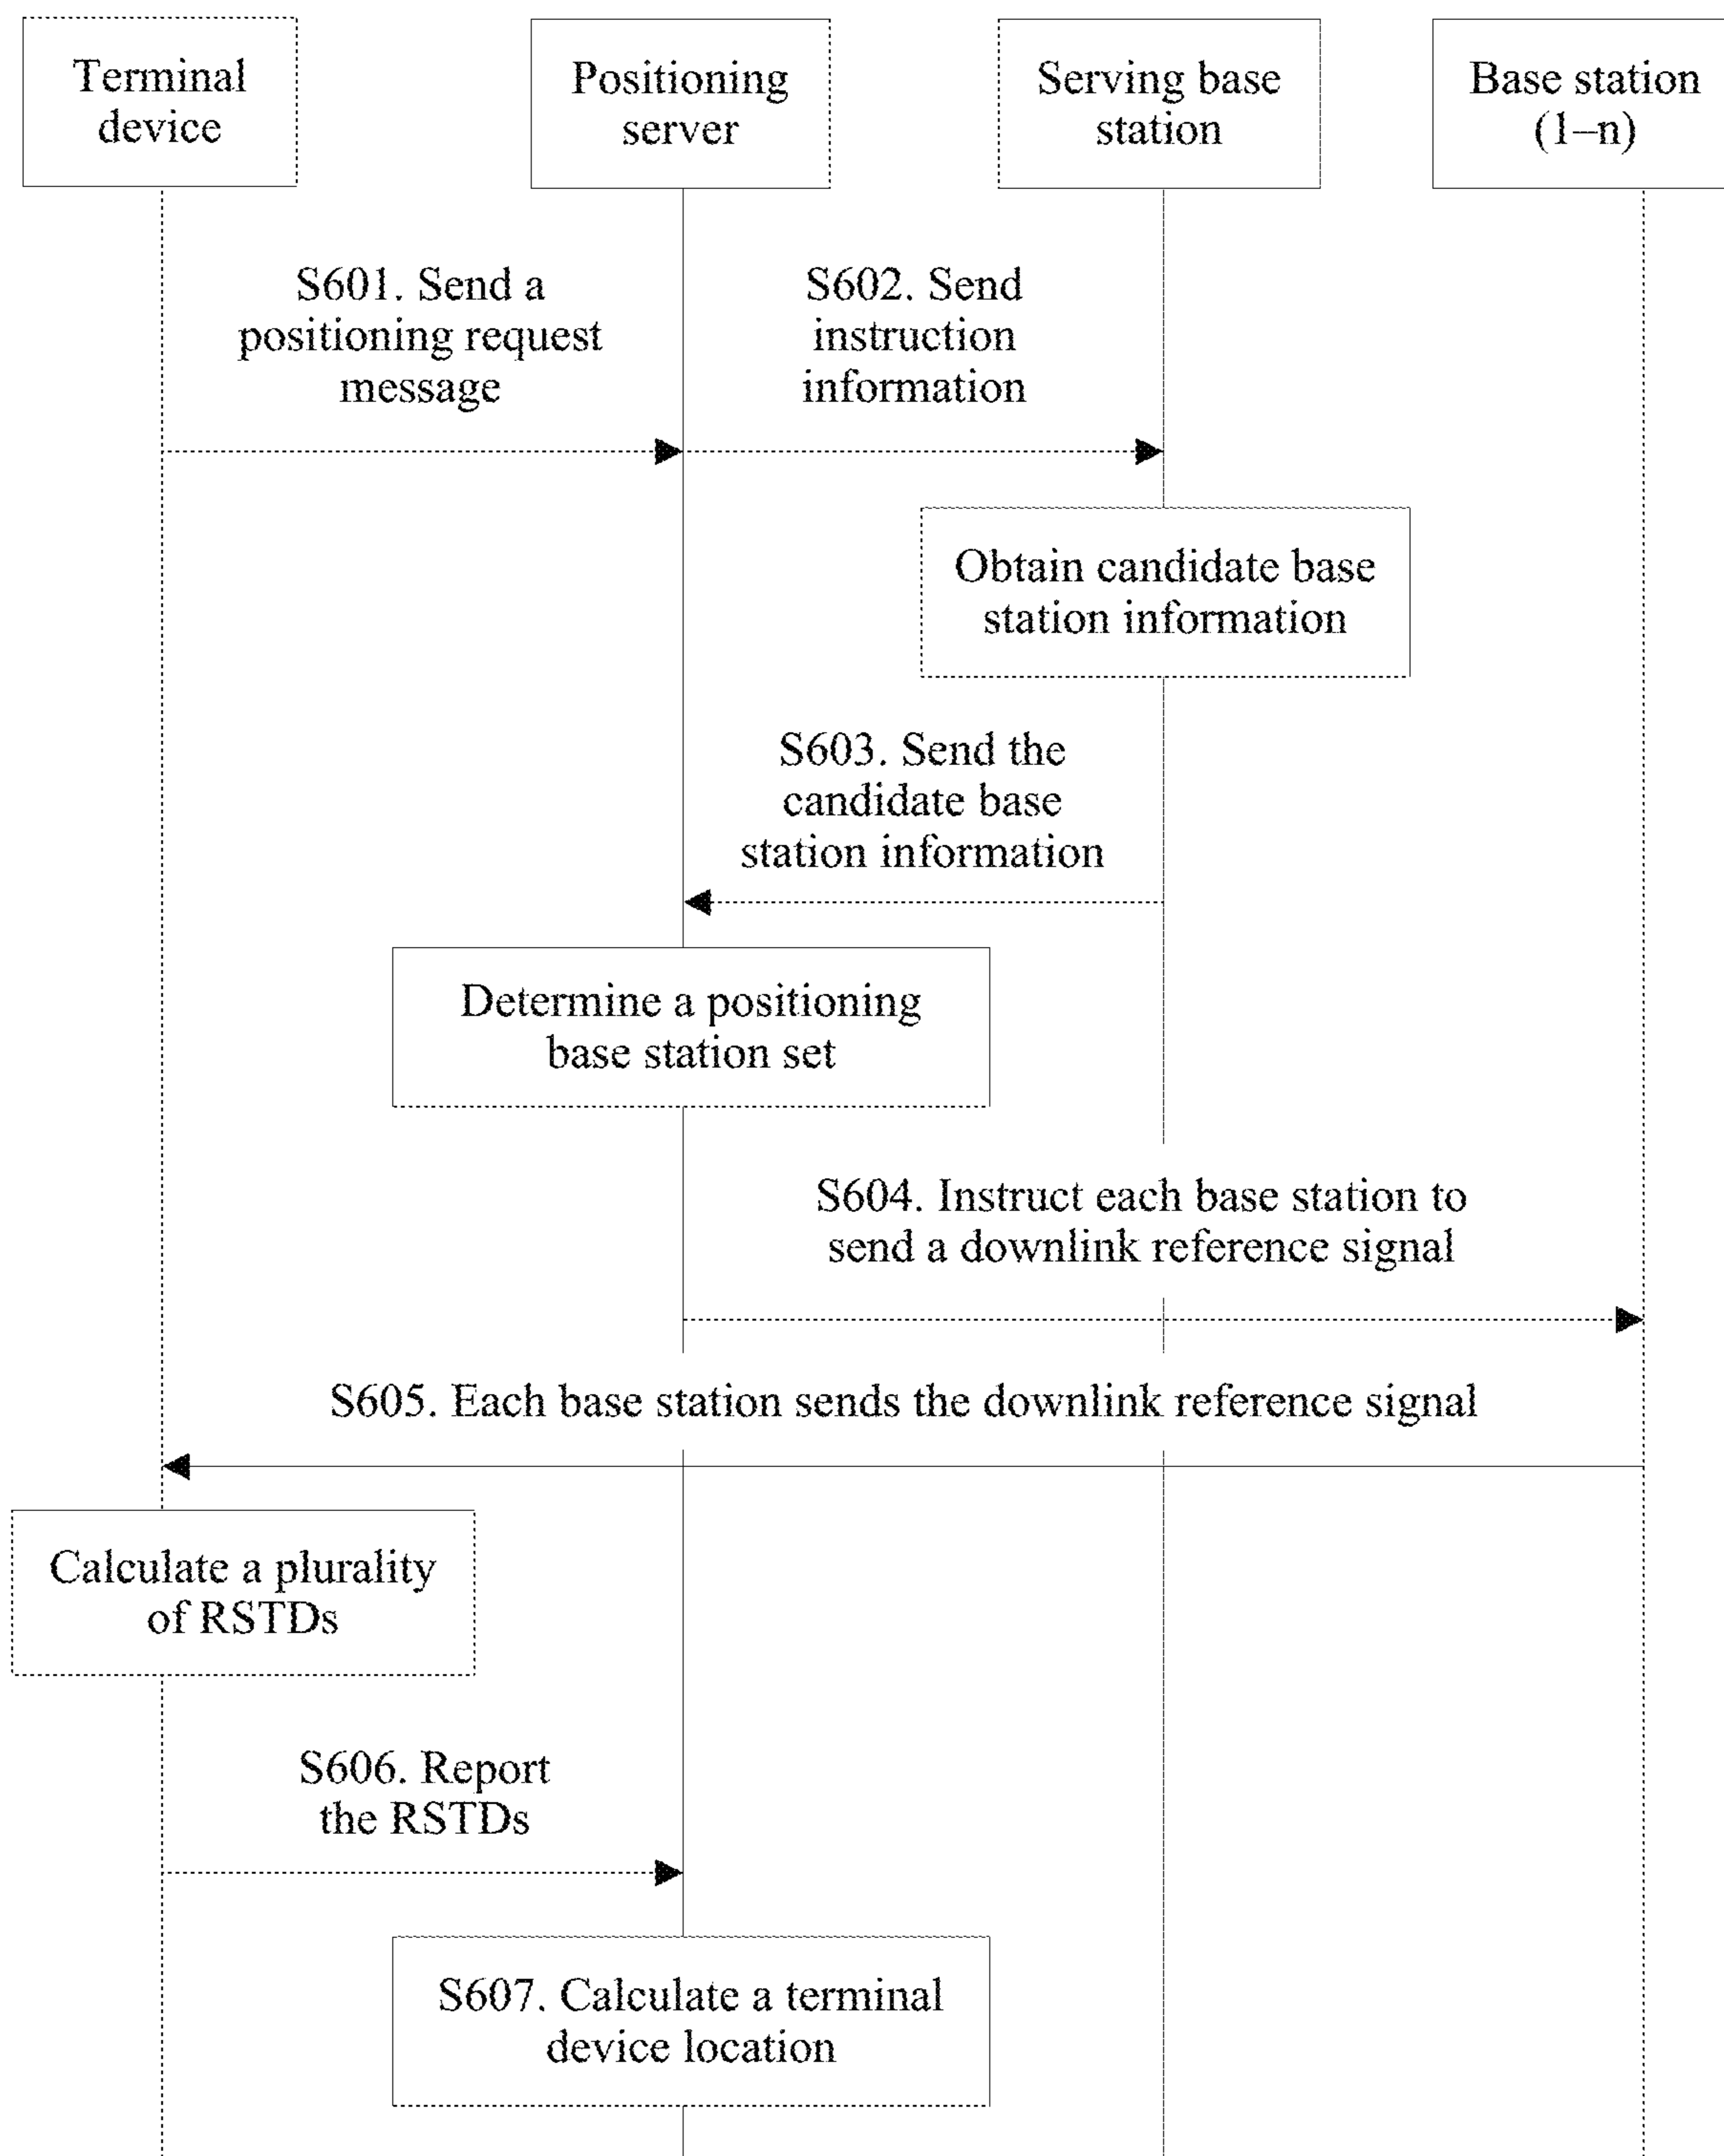 Terminal
device
Positioning
server
Serving base
station
Base station
(1–n)
S601. Send a
positioning request
message
S602. Send
instruction
information
Obtain candidate base
station information
S603. Send the
candidate base
station information
Determine a positioning
base station set
S604. Instruct each base station to
send a downlink reference signal
S605. Each base station sends the downlink reference signal
Calculate a plurality
of RSTDs
S606. Report
the RSTDs
S607. Calculate a terminal
device location